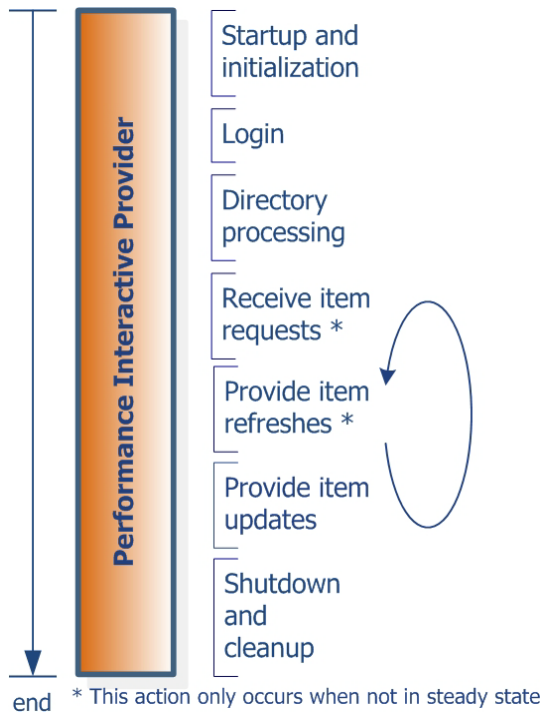 Performance Interactive Provider
Startup and
initialization
Login
Directory
processing
Receive item
requests *
Provide item
refreshes *
Provide item
updates
Shutdown
and
cleanup
end
* This action only occurs when not in steady state